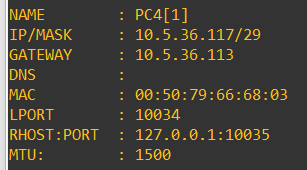 NAME : PC4[1]
IP/MASK : 10.5.36.117/29
GATEWAY : 10.5.36.113
DNS :
MAC : 00:50:79:66:68:03
LPORT : 10034
RHOST:PORT : 127.0.0.1:10035
MTU: : 1500